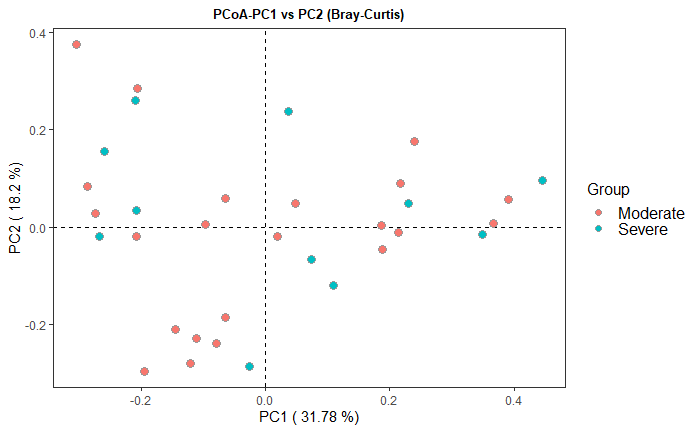 PCoA-PC1 vs PC2 (Bray-Curtis)
0.4
0.2
0.0
-0.2
PC2 ( 18.2 %)
-0.2
0.0
0.2
0.4
PC1 ( 31.78 %)
Group
Moderate
Severe